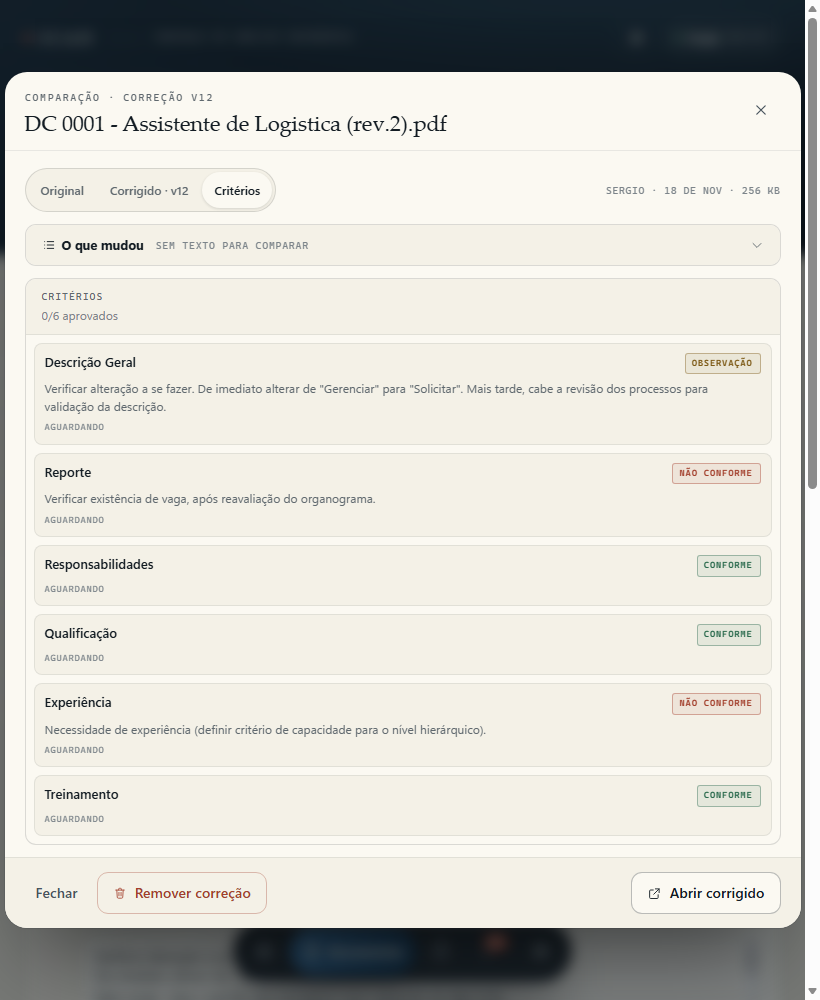 COMPARAÇÃO · CORREÇÃO V12
DC 0001 - Assistente de Logistica (rev.2).pdf
Original
Corrigido · v12
Critérios
SERGIO · 18 DE NOV · 256 KB
O que mudou
SEM TEXTO PARA COMPARAR
CRITÉRIOS
0/6 aprovados
Descrição Geral
OBSERVAÇÃO
Verificar alteração a se fazer. De imediato alterar de "Gerenciar" para "Solicitar". Mais tarde, cabe a revisão dos processos para
validação da descrição.
AGUARDANDO
Reporte
NÃO CONFORME
Verificar existência de vaga, após reavaliação do organograma.
AGUARDANDO
Responsabilidades
CONFORME
AGUARDANDO
Qualificação
CONFORME
AGUARDANDO
Experiência
NÃO CONFORME
Necessidade de experiência (definir critério de capacidade para o nível hierárquico).
AGUARDANDO
Treinamento
CONFORME
AGUARDANDO
Fechar
Remover correção
Abrir corrigido